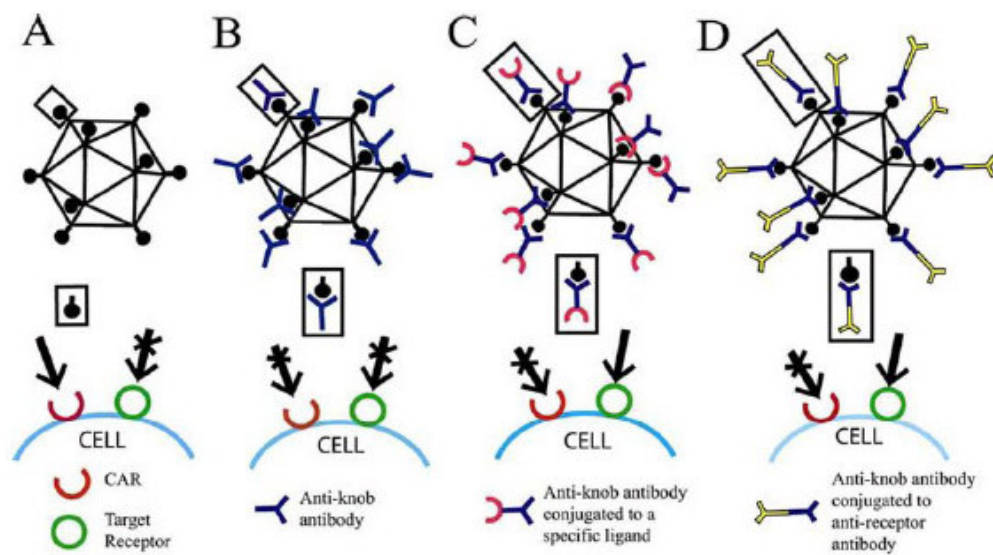 A
B
C
D
CELL
CELL
CELL
CELL
CAR
Target
Receptor
Anti-knob
antibody
Anti-knob antibody
conjugated to a
specific ligand
Anti-knob antibody
conjugated to
anti-receptor
antibody